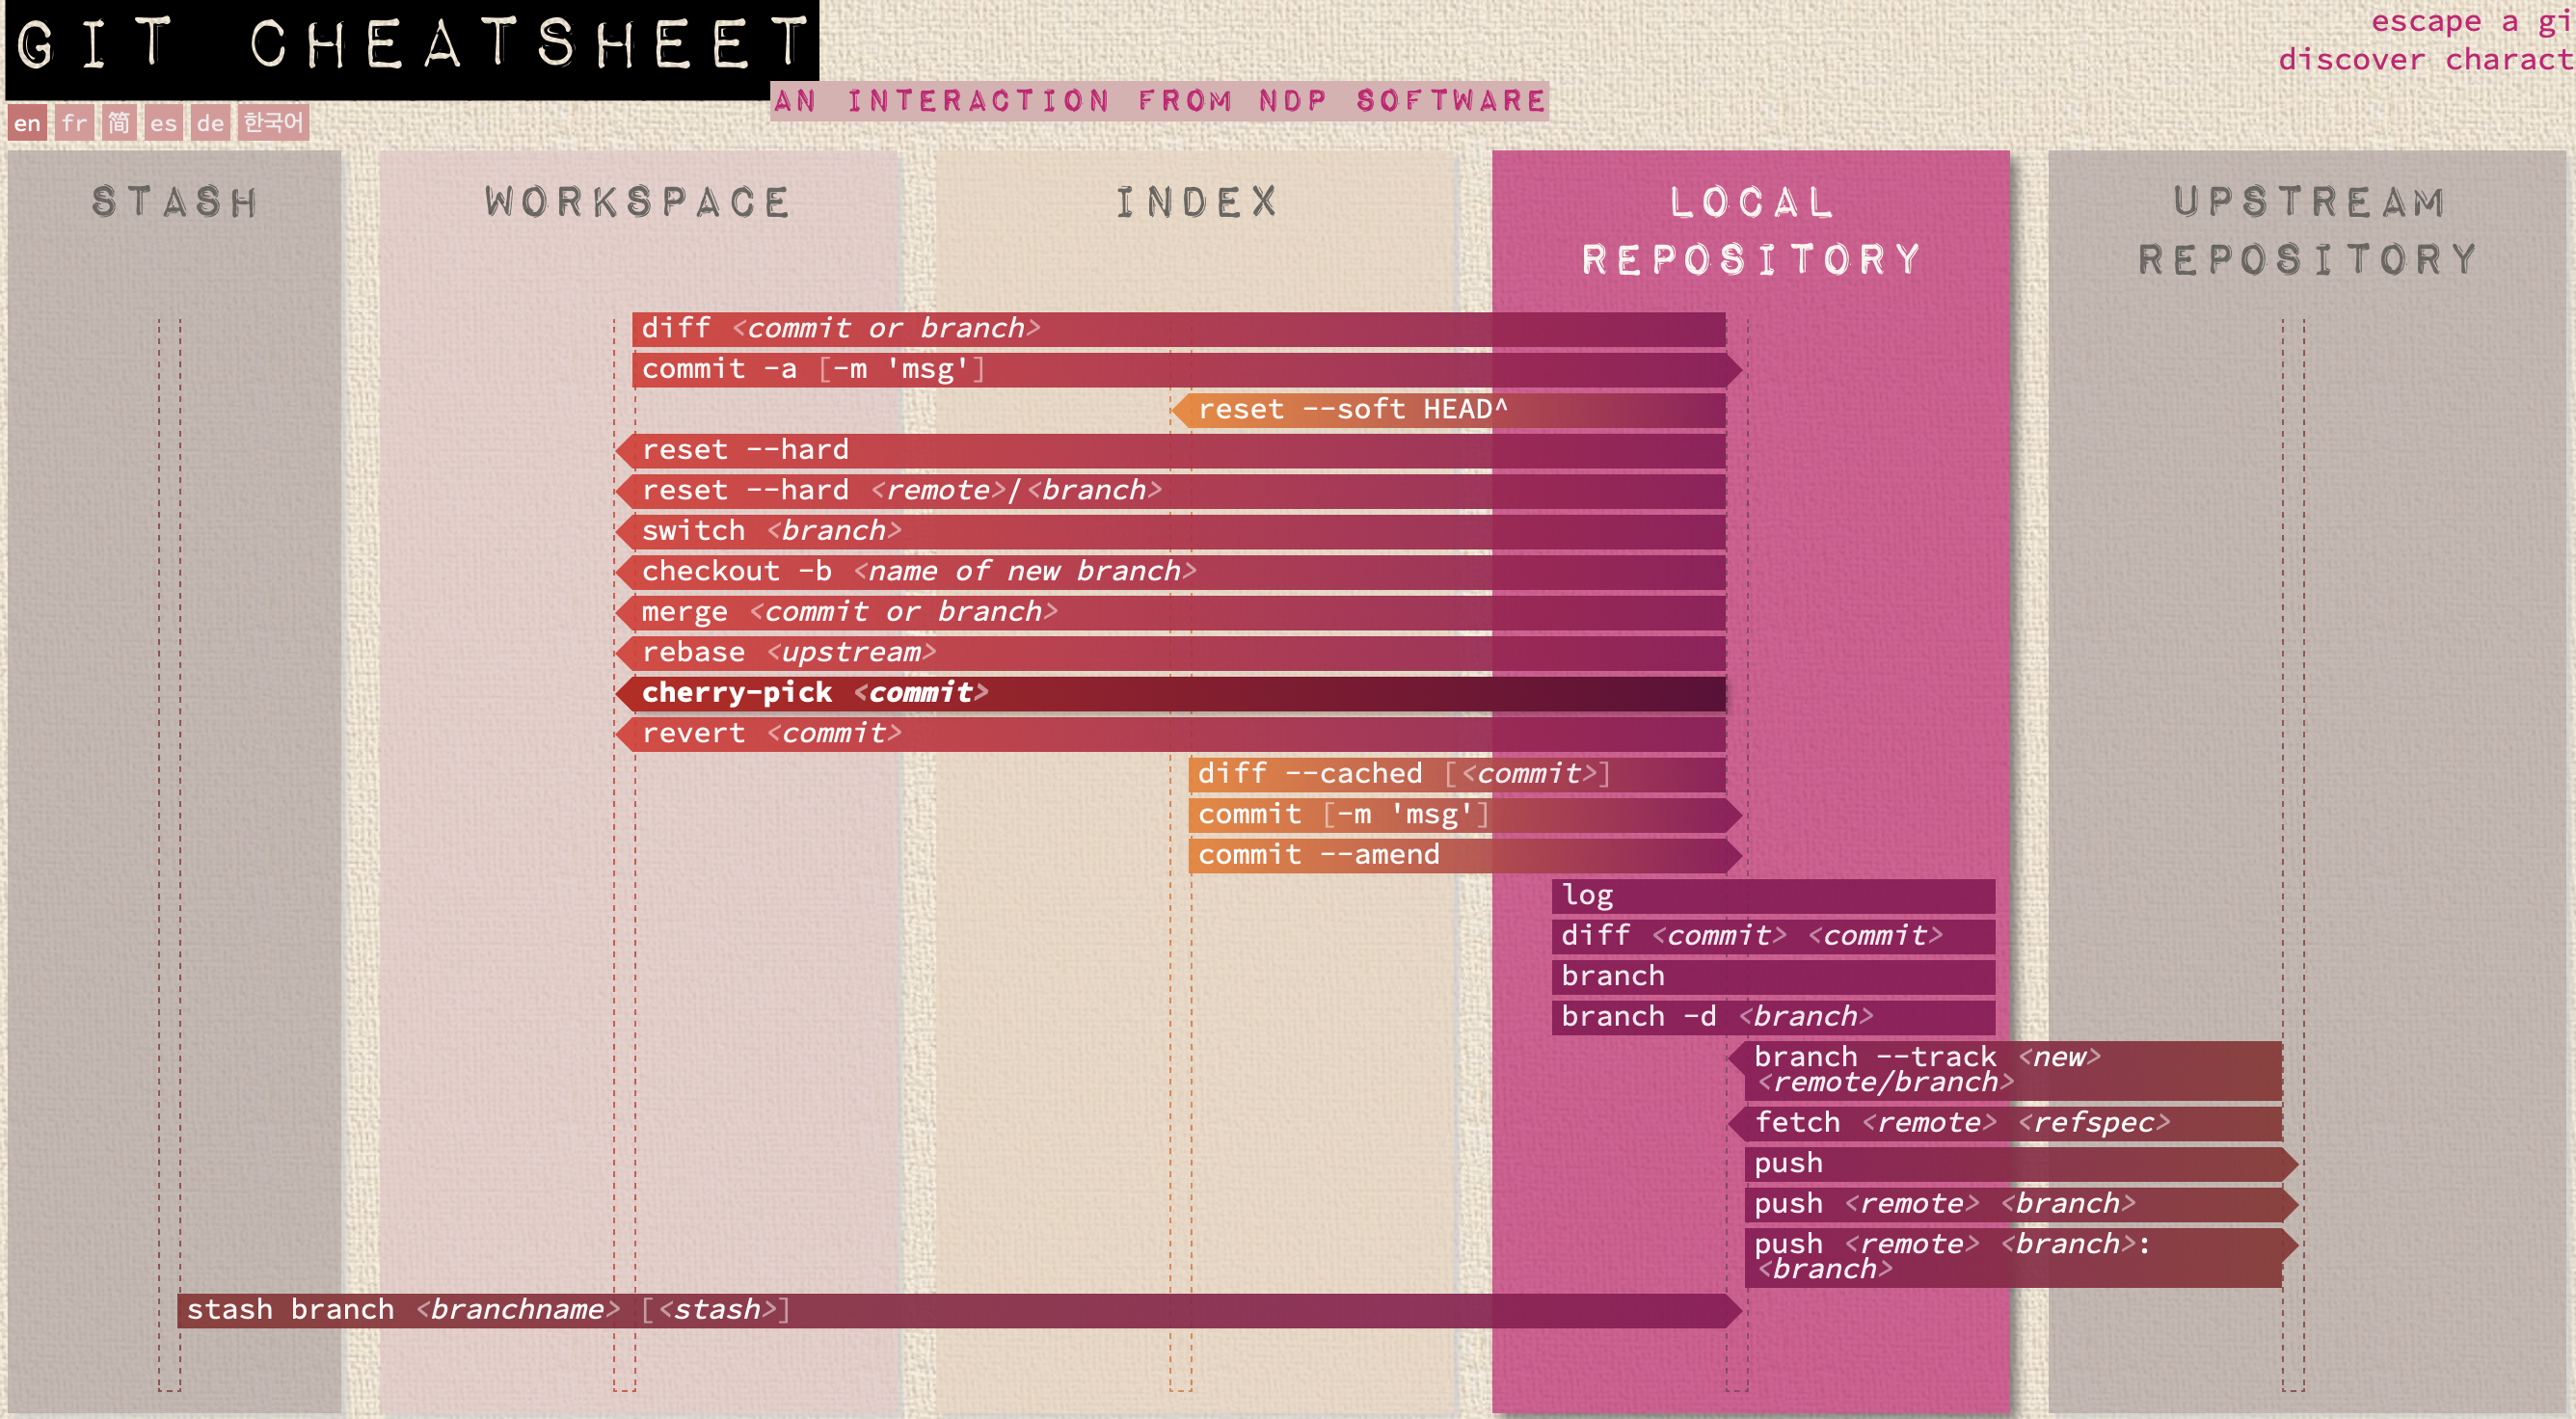 GIT CHEATSHEET
escape a gi
discover charact
AN INTERACTION FROM NDP SOFTWARE
en fr 简 es de 한국어
STASH
WORKSPACE
INDEX
LOCAL
REPOSITORY
UPSTREAM
REPOSITORY
diff <commit or branch>
commit -a [-m 'msg']
reset --soft HEAD^
reset --hard
reset --hard <remote>/<branch>
switch <branch>
checkout -b <name of new branch>
merge <commit or branch>
rebase <upstream>
cherry-pick <commit>
revert <commit>
diff --cached [<commit>]
commit [-m 'msg']
commit --amend
log
diff <commit> <commit>
branch
branch -d <branch>
branch --track <new>
<remote/branch>
fetch <remote> <refspec>
push
push <remote> <branch>
push <remote> <branch>:
<branch>
stash branch <branchname> [<stash>]